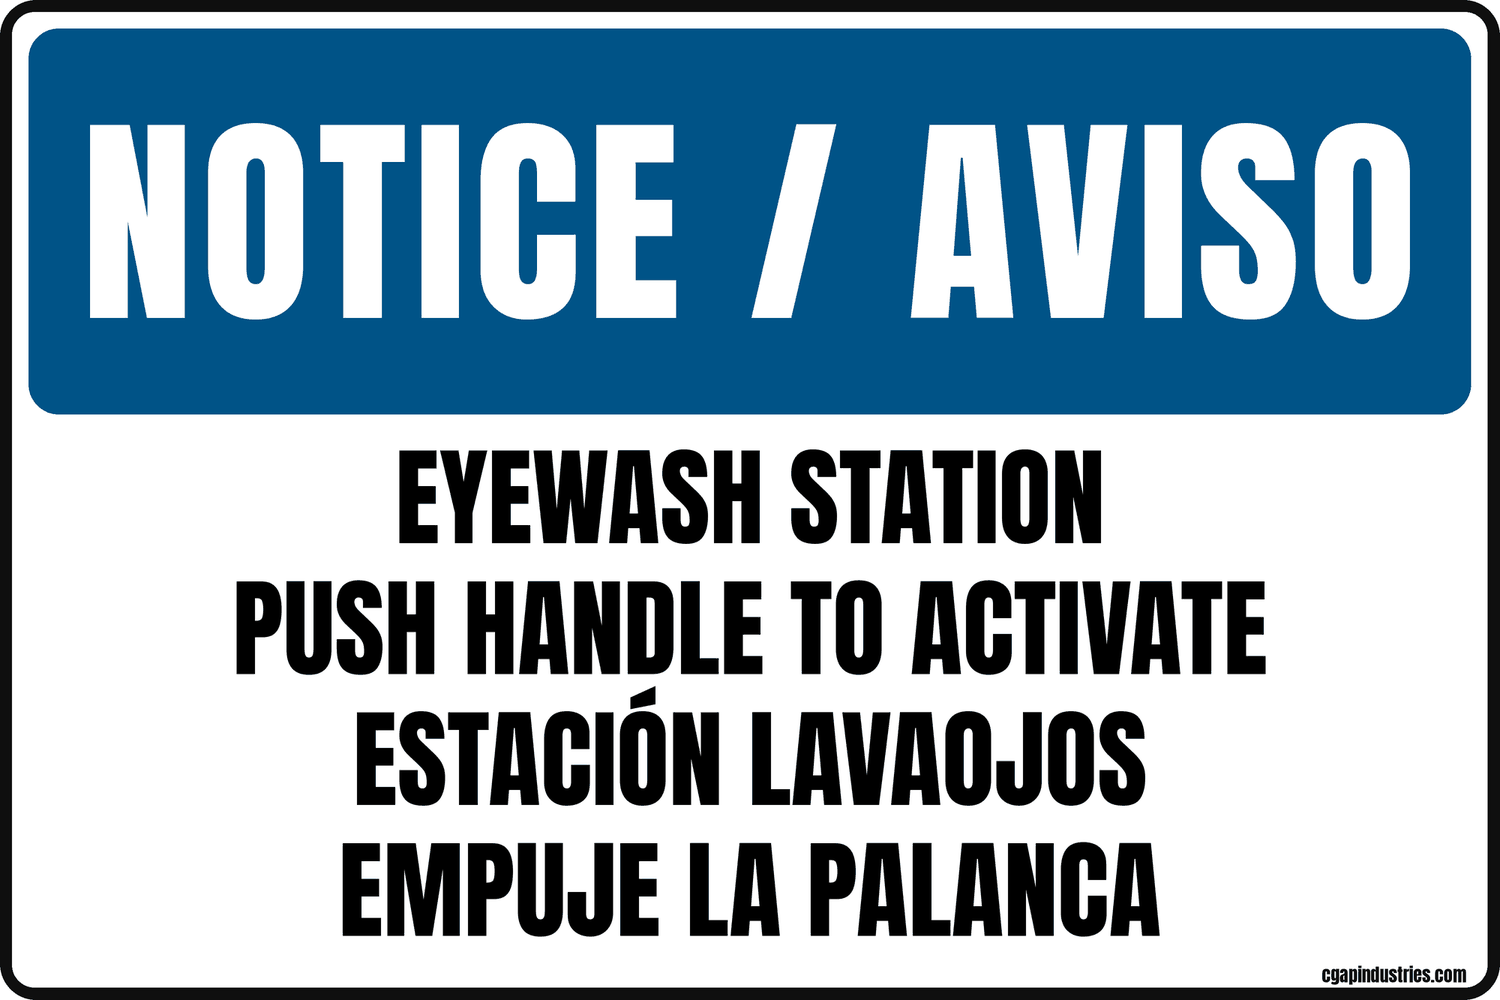 NOTICE / AVISO
EYEWASH STATION
PUSH HANDLE TO ACTIVATE
ESTACIÓN LAVAOJOS
EMPUJE LA PALANCA
cgapindustries.com